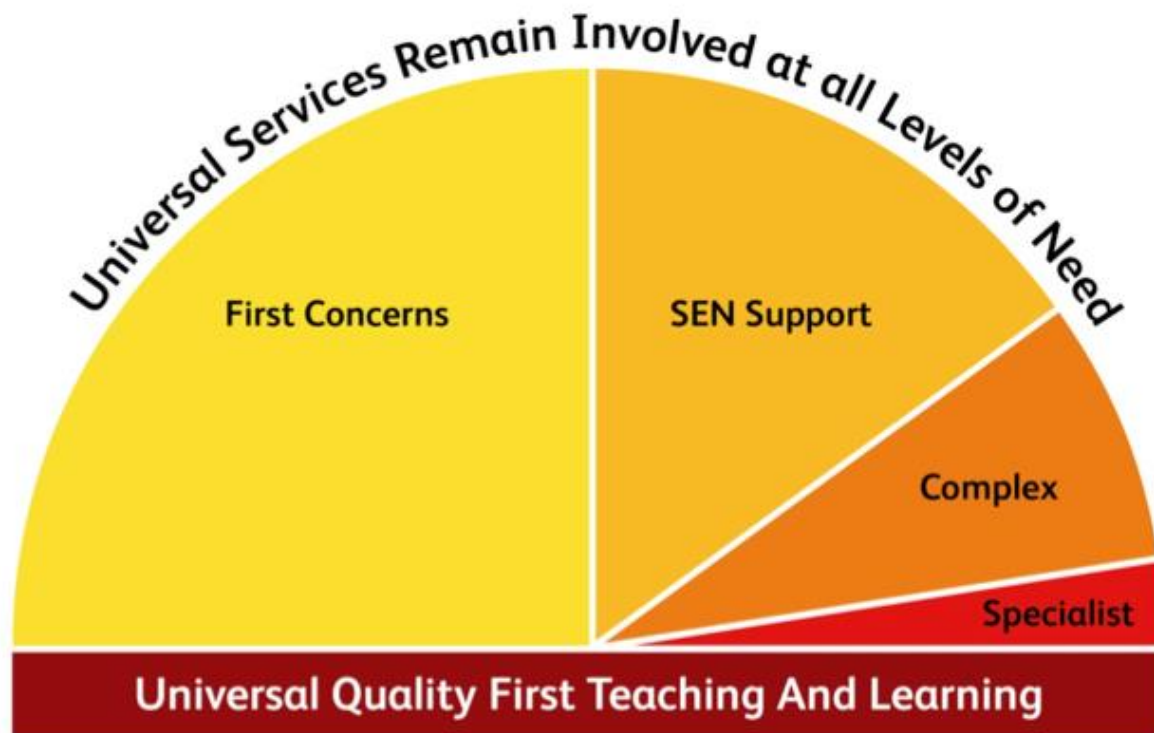 Universal Services Remain Involved at all Levels of Need
First Concerns
SEN Support
Complex
Specialist
Universal Quality First Teaching And Learning